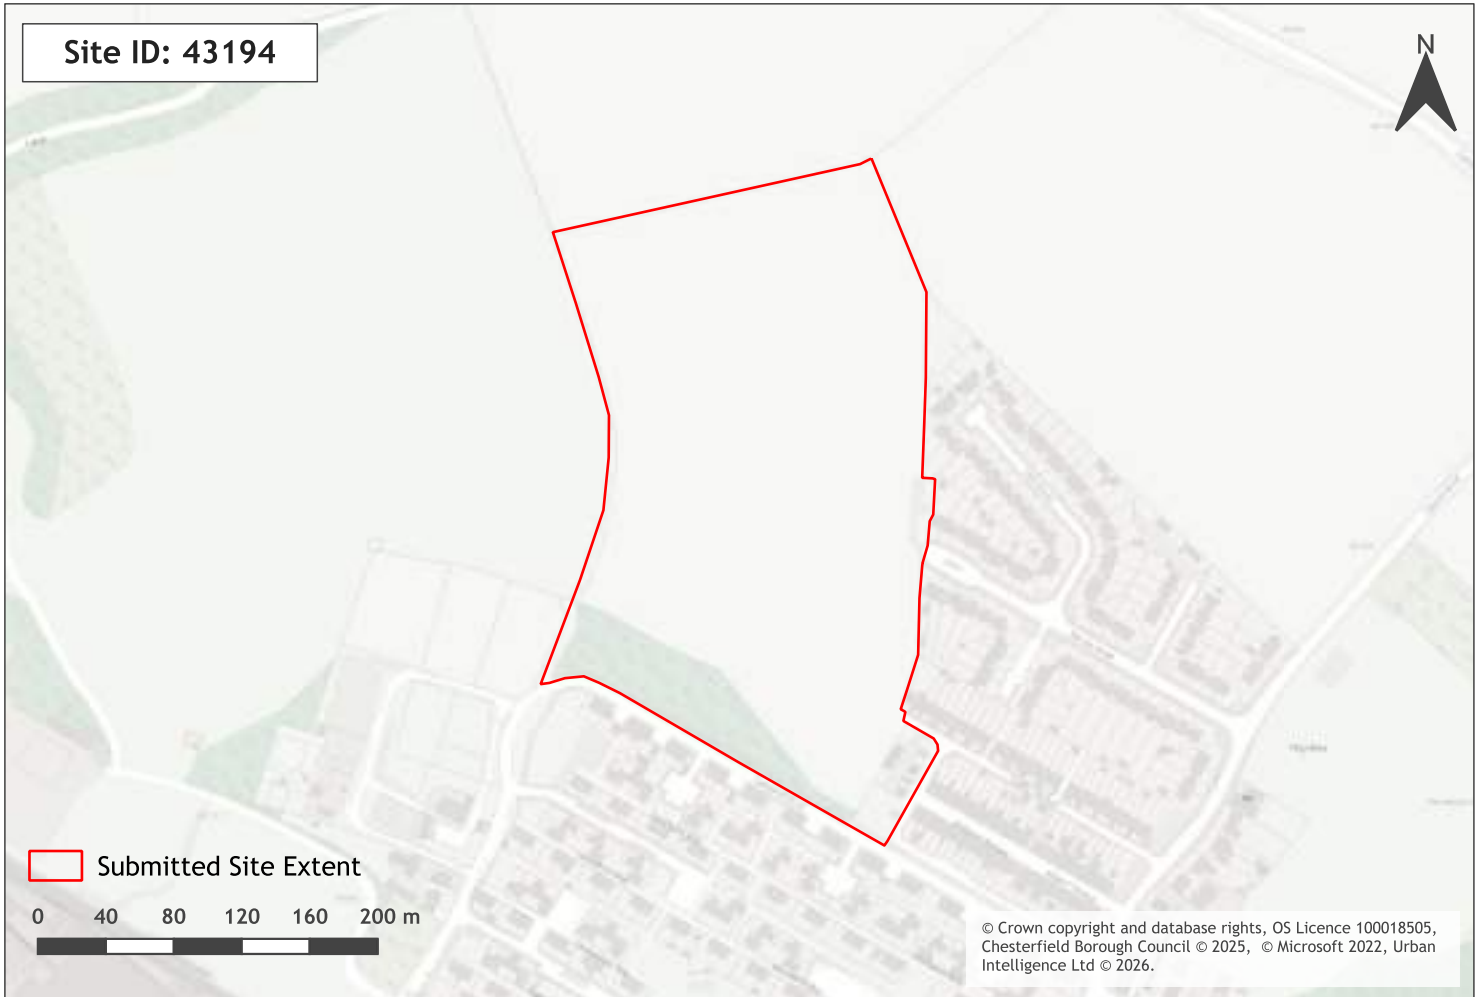 Site ID: 43194
N
Submitted Site Extent
0 40 80 120 160 200 m
© Crown copyright and database rights, OS Licence 100018505,
Chesterfield Borough Council © 2025, © Microsoft 2022, Urban
Intelligence Ltd © 2026.